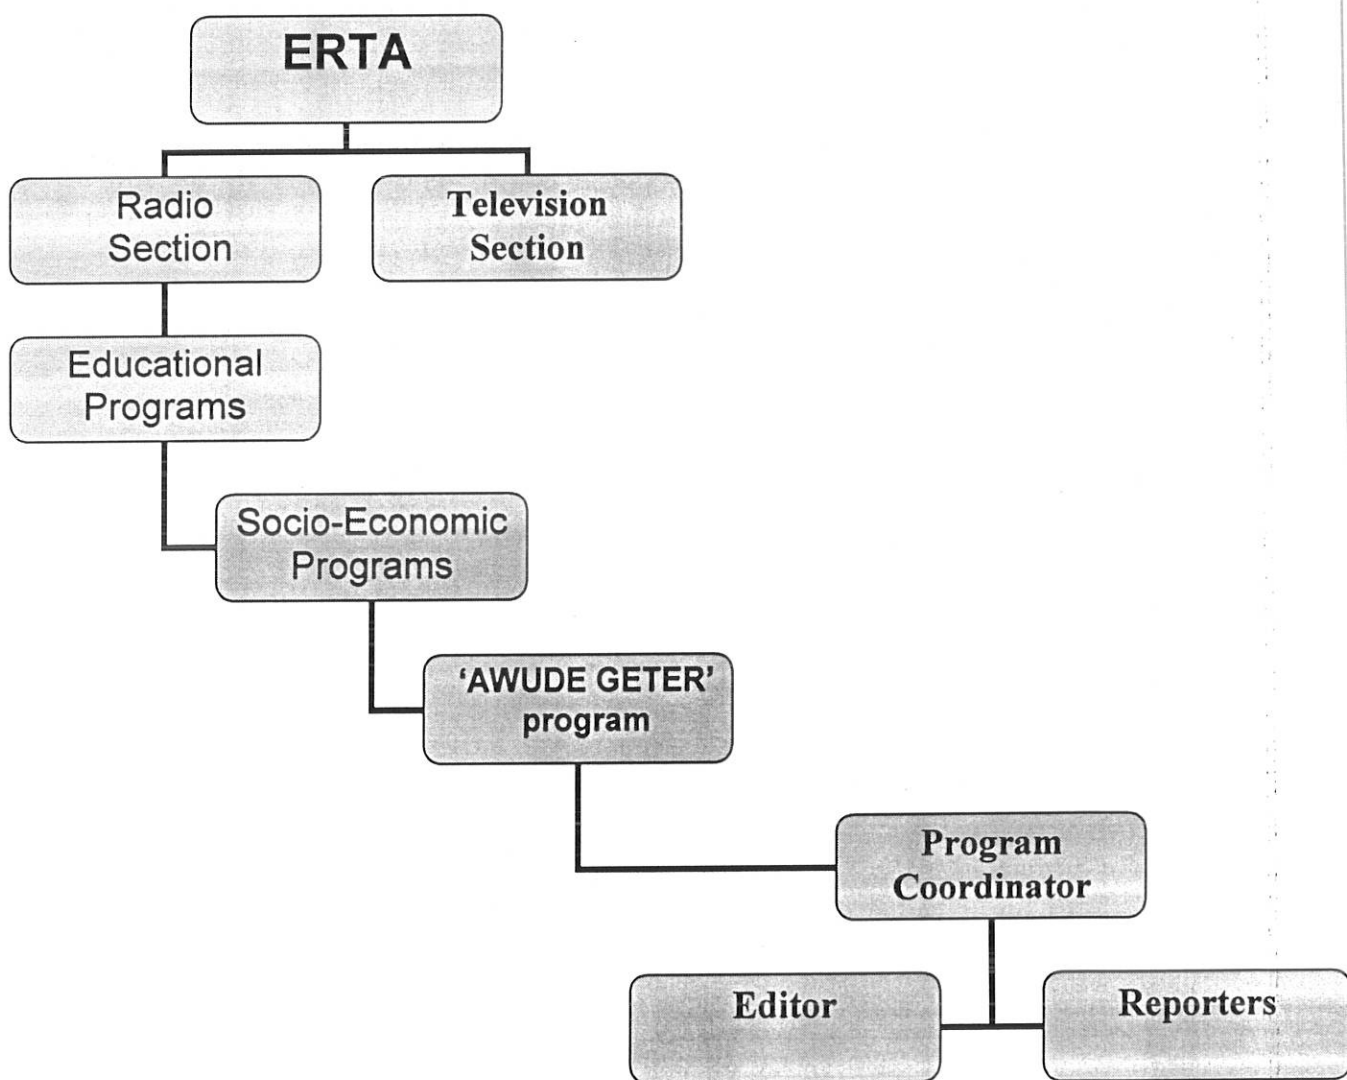 ERTA
Radio
Section
Television
Section
Educational
Programs
Socio-Economic
Programs
‘AWUDE GETER’
program
Program
Coordinator
Editor
Reporters